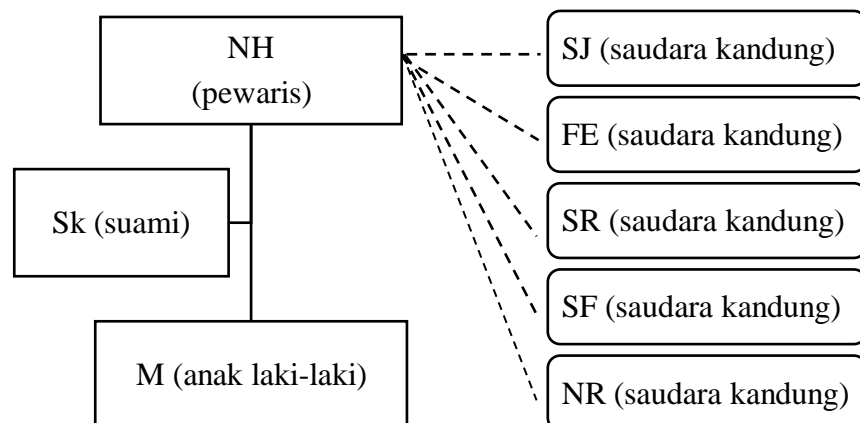 NH
(pewaris)
Sk (suami)
M (anak laki-laki)
SJ (saudara kandung)
FE (saudara kandung)
SR (saudara kandung)
SF (saudara kandung)
NR (saudara kandung)